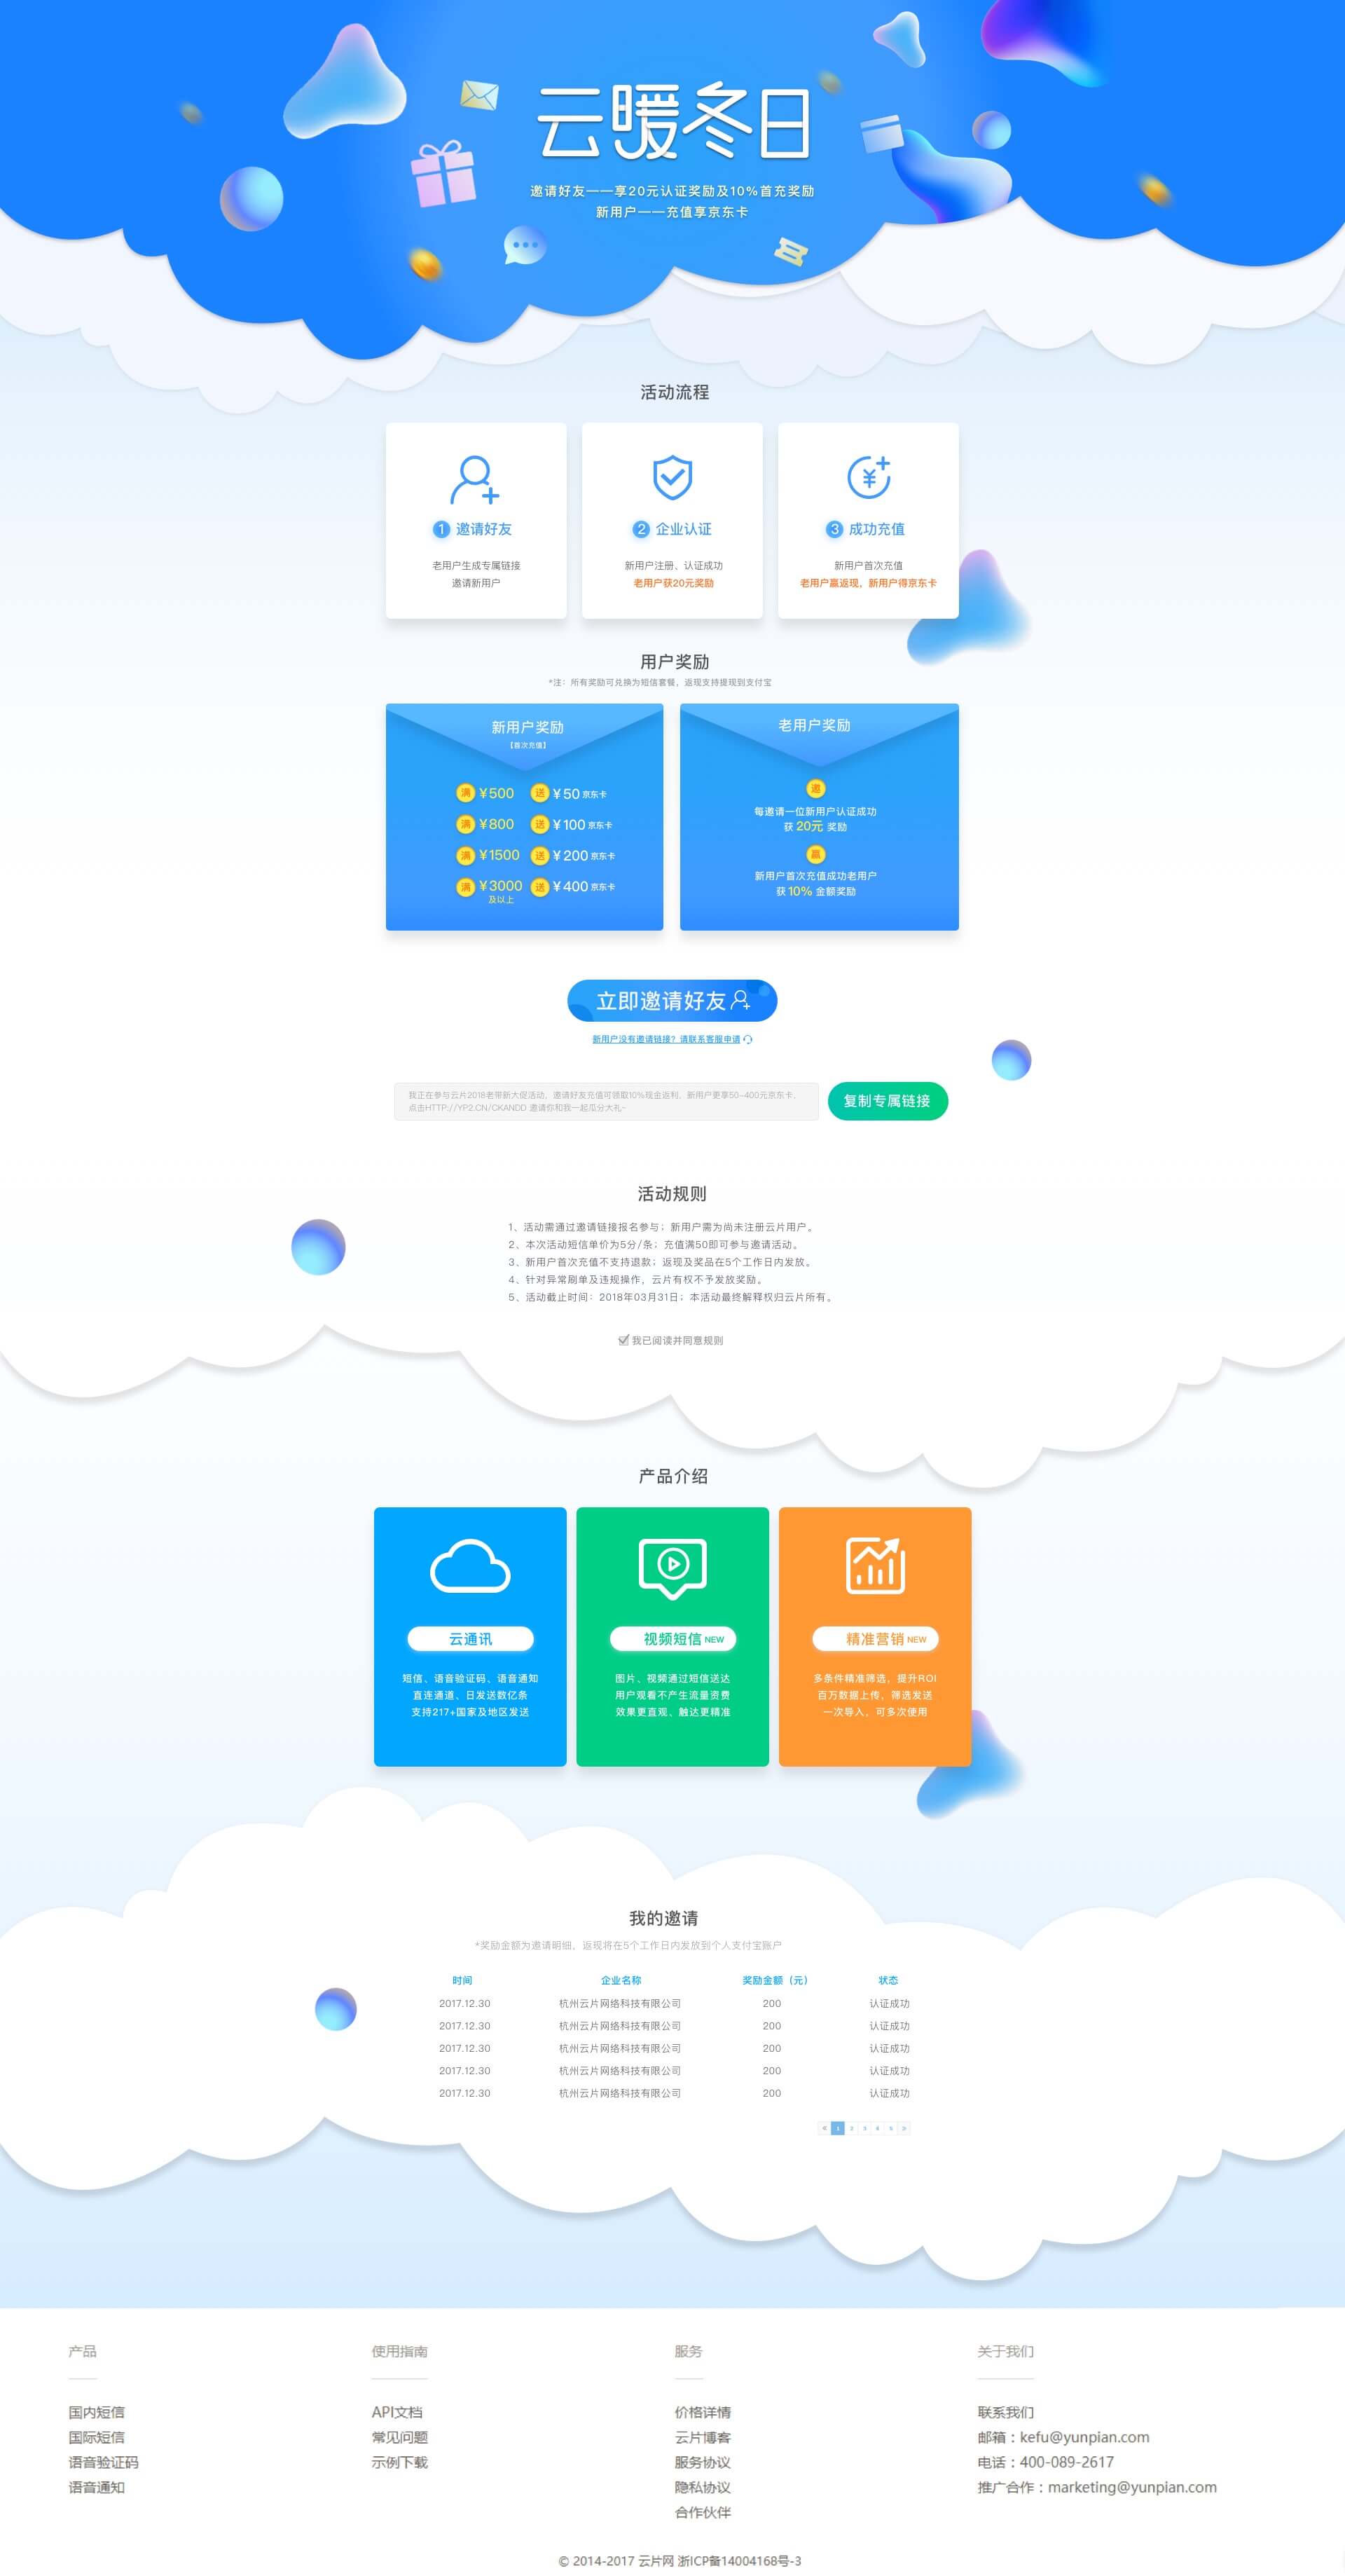 云暖冬日
邀请好友——享20元认证奖励及10%首充奖励
新用户——充值享京东卡
活动流程
1 邀请好友
老用户生成专属链接
邀请新用户
2 企业认证
新用户注册、认证成功
老用户获20元奖励
3 成功充值
新用户首次充值
老用户赢返现，新用户得京东卡
用户奖励
*注：所有奖励可兑换为短信套餐，返现支持提现到支付宝
新用户奖励
【首次充值】
满 ¥500 送 ¥50 京东卡
满 ¥800 送 ¥100 京东卡
满 ¥1500 送 ¥200 京东卡
满 ¥3000 送 ¥400 京东卡
及以上
老用户奖励
邀
每邀请一位新用户认证成功
获 20元 奖励
赢
新用户首次充值成功老用户
获 10% 金额奖励
立即邀请好友
新用户没有邀请链接？请联系客服申请
我正在参与云片2018老带新大促活动，邀请好友充值可领取10%现金返利，新用户更享50-400元京东卡，
点击HTTP://YP2.CN/CKANDD 邀请你和我一起瓜分大礼~
复制专属链接
活动规则
1、活动需通过邀请链接报名参与；新用户需为尚未注册云片用户。
2、本次活动短信单价为5分/条；充值满50即可参与邀请活动。
3、新用户首次充值不支持退款；返现及奖品在5个工作日内发放。
4、针对异常刷单及违规操作，云片有权不予发放奖励。
5、活动截止时间：2018年03月31日；本活动最终解释权归云片所有。
我已阅读并同意规则
产品介绍
云通讯
短信、语音验证码、语音通知
直连通道、日发送数亿条
支持217+国家及地区发送
视频短信 NEW
图片、视频通过短信送达
用户观看不产生流量资费
效果更直观、触达更精准
精准营销 NEW
多条件精准筛选，提升ROI
百万数据上传，筛选发送
一次导入，可多次使用
我的邀请
*奖励金额为邀请明细，返现将在5个工作日内发放到个人支付宝账户
时间 企业名称 奖励金额（元） 状态
2017.12.30 杭州云片网络科技有限公司 200 认证成功
2017.12.30 杭州云片网络科技有限公司 200 认证成功
2017.12.30 杭州云片网络科技有限公司 200 认证成功
2017.12.30 杭州云片网络科技有限公司 200 认证成功
2017.12.30 杭州云片网络科技有限公司 200 认证成功
« 1 2 3 4 5 »
产品
国内短信
国际短信
语音验证码
语音通知
使用指南
API文档
常见问题
示例下载
服务
价格详情
云片博客
服务协议
隐私协议
合作伙伴
关于我们
联系我们
邮箱：kefu@yunpian.com
电话：400-089-2617
推广合作：marketing@yunpian.com
© 2014-2017 云片网 浙ICP备14004168号-3